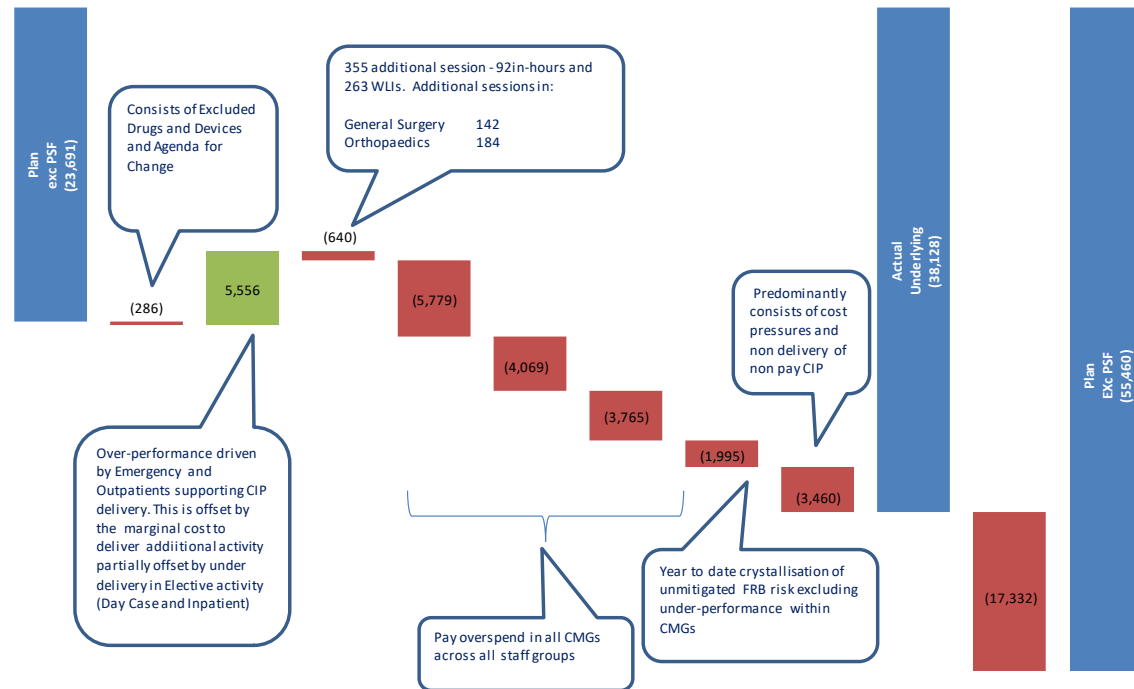 Plan
exc PSF
(23,691)
Consists of Excluded
Drugs and Devices
and Agenda for
Change
(286)
5,556
Over-performance driven
by Emergency and
Outpatients supporting CIP
delivery. This is offset by
the marginal cost to
deliver addiitional activity
partially offset by under
delivery in Elective activity
(Day Case and Inpatient)
355 additional session - 92in-hours and
263 WLIs. Additional sessions in:
General Surgery 142
Orthopaedics 184
(640)
(5,779)
(4,069)
(3,765)
Pay overspend in all CMGs
across all staff groups
(1,995)
Year to date crystallisation of
unmitigated FRB risk excluding
under-performance within
CMGs
Predominantly
consists of cost
pressures and
non delivery of
non pay CIP
(3,460)
Actual
Underlying
(38,128)
(17,332)
Plan
EXc PSF
(55,460)